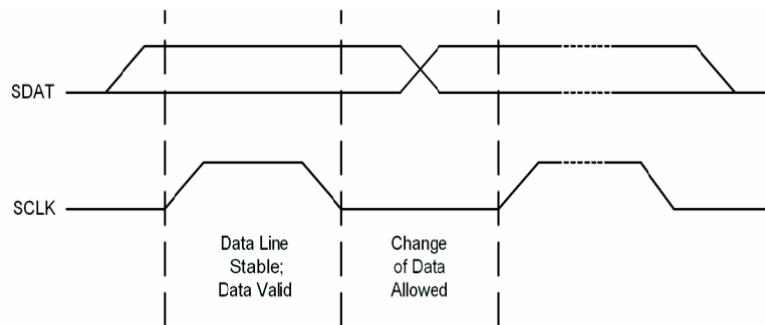 SDAT
SCLK
Data Line
Stable;
Data Valid
Change
of Data
Allowed